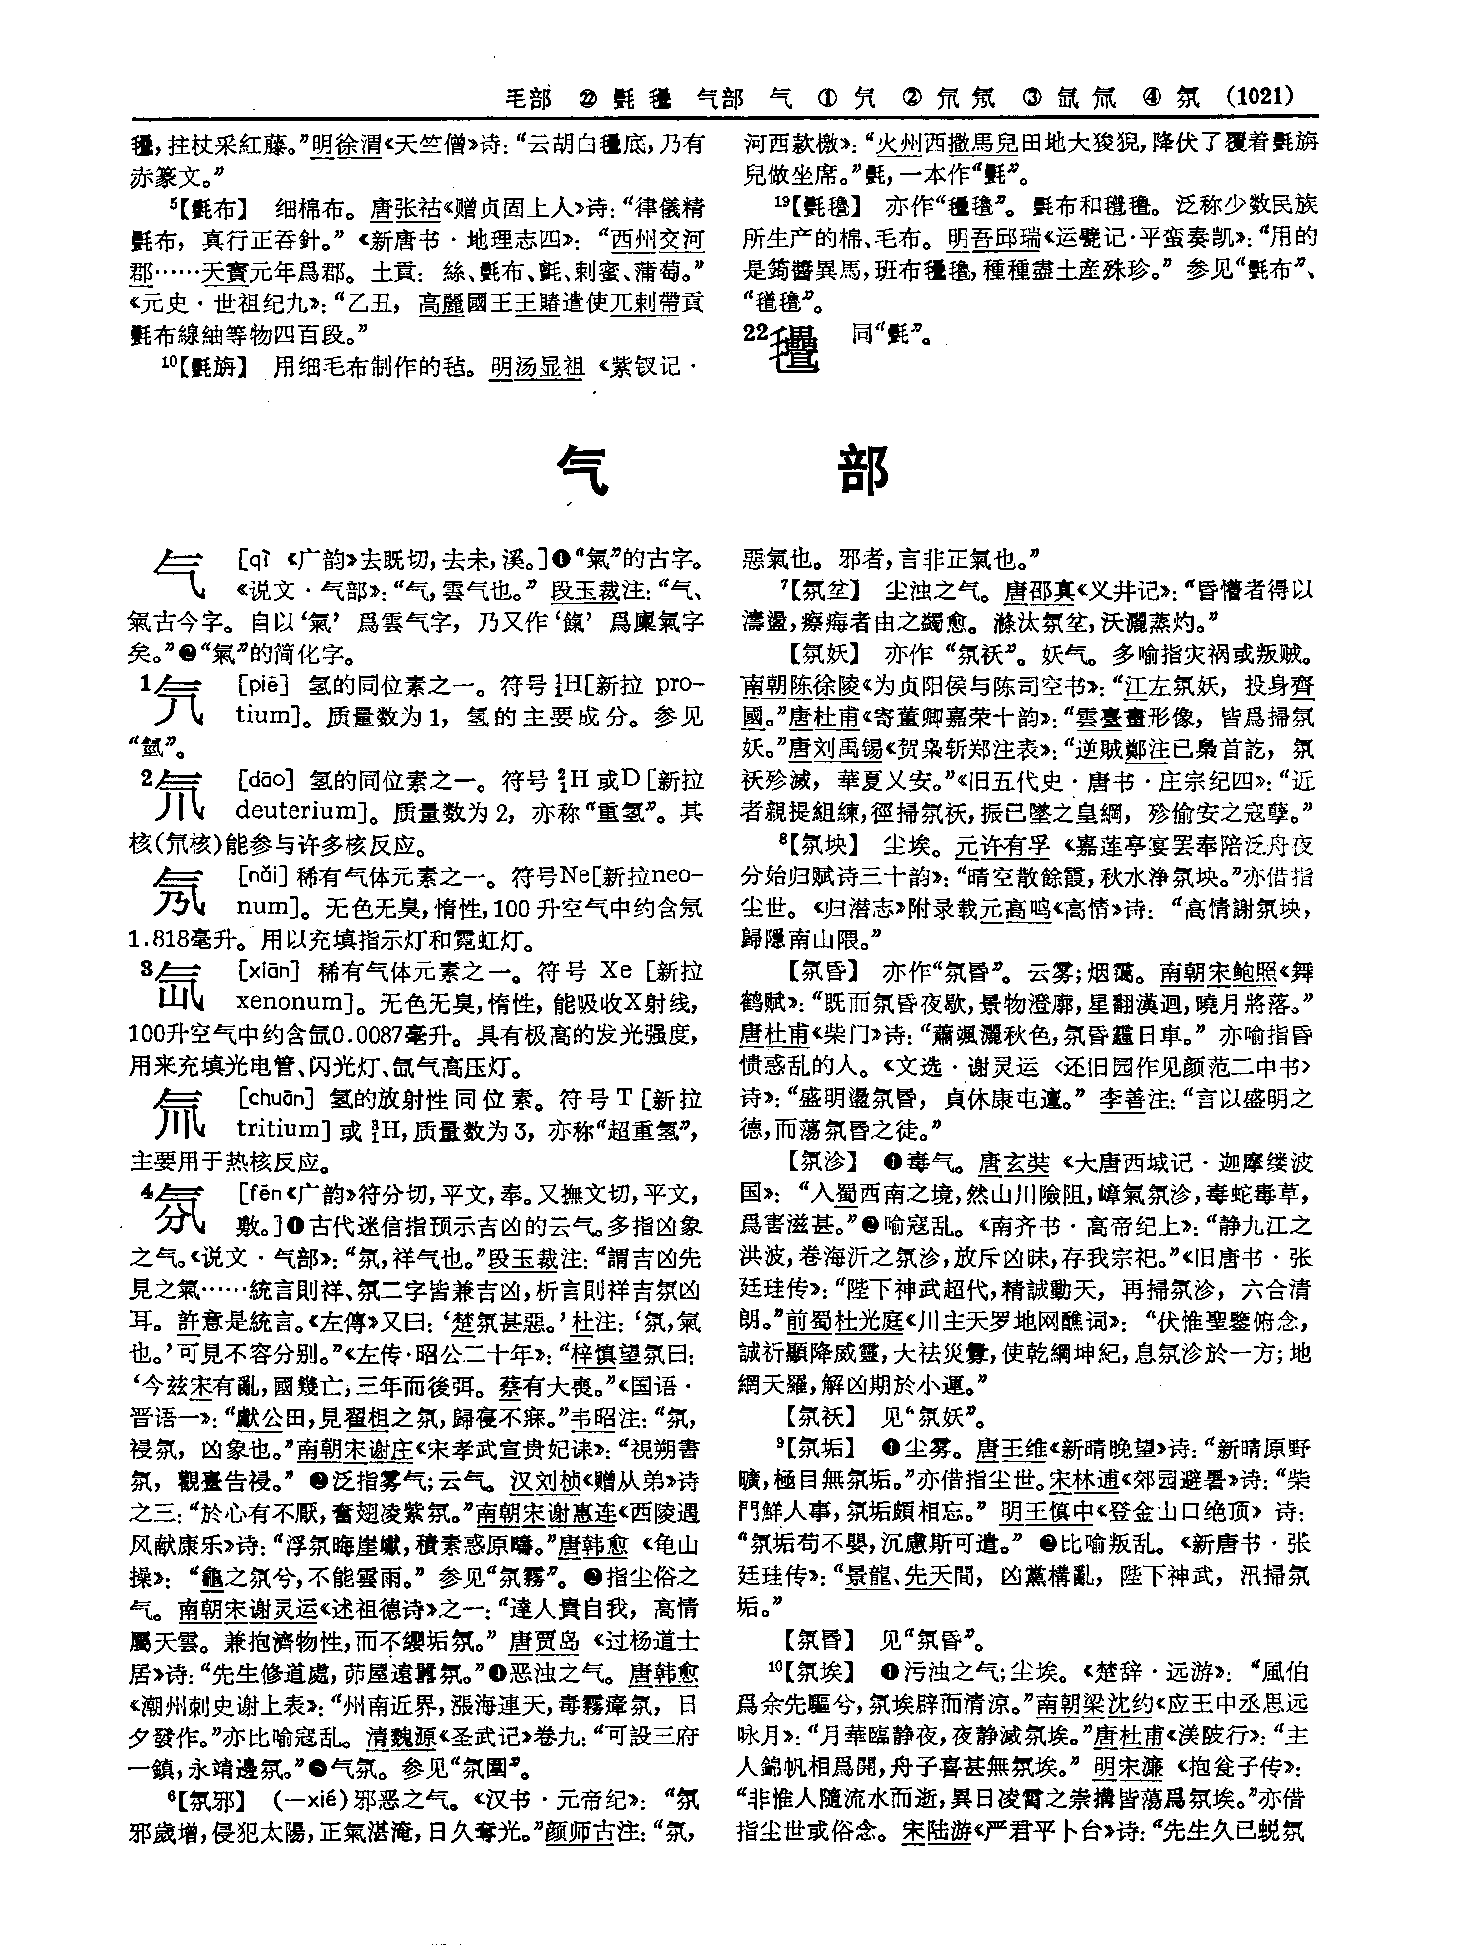 毛部 ㉒ 氎 㲲 气部 气 ① 氕 ② 氘 氖 ③ 氙 氚 ④ 氛 (1021)
㲲，拄杖采紅藤。”明徐渭《天竺僧》诗：“云胡白㲲底，乃有
赤篆文。”
5【氎布】 细棉布。唐张祜《赠贞固上人》诗：“律儀精
氎布，真行正吞針。”《新唐书·地理志四》：“西州交河
郡……天寶元年爲郡。土貢：絲、氎布、氈、剌蜜、蒲萄。”
《元史·世祖纪九》：“乙丑，高麗國王王賰遣使兀剌帶貢
氎布線紬等物四百段。”
10【氎旃】 用细毛布制作的毡。明汤显祖《紫钗记·
河西款檄》：“火州西撒馬兒田地大狻猊，降伏了覆着氎旃
兒做坐席。”氎，一本作“氎”。
19【氎毺】 亦作“㲲毺”。氎布和氆毺。泛称少数民族
所生产的棉、毛布。明吾邱瑞《运甓记·平蛮奏凯》：“用的
是筠醬異馬，班布㲲毺，種種盡土産殊珍。”参见“氎布”、
“氆毺”。
22㲲 同“氎”。
气 部
气 [qì《广韵》去既切，去未，溪。]❶“氣”的古字。
《说文·气部》：“气，雲气也。”段玉裁注：“气、
氣古今字。自以‘氣’爲雲气字，乃又作‘餼’爲廩氣字
矣。”❷“氣”的简化字。
1氕 [piē] 氢的同位素之一。符号¹₁H[新拉 pro-
tium]。质量数为1，氢的主要成分。参见
“氢”。
2氘 [dāo] 氢的同位素之一。符号²₁H或D[新拉
deuterium]。质量数为2，亦称“重氢”。其
核(氘核)能参与许多核反应。
氖 [nǎi]稀有气体元素之一。符号Ne[新拉neo-
num]。无色无臭，惰性，100升空气中约含氖
1.818毫升。用以充填指示灯和霓虹灯。
3氙 [xiān] 稀有气体元素之一。符号 Xe [新拉
xenonum]。无色无臭，惰性，能吸收X射线，
100升空气中约含氙0.0087毫升。具有极高的发光强度，
用来充填光电管、闪光灯、氙气高压灯。
氚 [chuān] 氢的放射性同位素。符号T[新拉
tritium]或³₁H，质量数为3，亦称“超重氢”，
主要用于热核反应。
4氛 [fēn《广韵》符分切，平文，奉。又撫文切，平文，
敷。]❶古代迷信指预示吉凶的云气。多指凶象
之气。《说文·气部》：“氛，祥气也。”段玉裁注：“謂吉凶先
見之氣……統言則祥、氛二字皆兼吉凶，析言則祥吉氛凶
耳。許意是統言。《左傳》又曰：‘楚氛甚惡。’杜注：‘氛，氣
也。’可見不容分别。”《左传·昭公二十年》：“梓慎望氛曰：
‘今兹宋有亂，國幾亡，三年而後弭。蔡有大喪。”《国语·
晋语一》：“獻公田，見翟柤之氛，歸寢不寐。”韦昭注：“氛，
祲氛，凶象也。”南朝宋谢庄《宋孝武宣贵妃诔》：“視朔書
氛，觀臺告祲。”❷泛指雾气；云气。汉刘桢《赠从弟》诗
之三：“於心有不厭，奮翅凌紫氛。”南朝宋谢惠连《西陵遇
风献康乐》诗：“浮氛晦崖巘，積素惑原疇。”唐韩愈《龟山
操》：“龜之氛兮，不能雲雨。”参见“氛霧”。❸指尘俗之
气。南朝宋谢灵运《述祖德诗》之一：“達人貴自我，高情
屬天雲。兼抱濟物性，而不纓垢氛。”唐贾岛《过杨道士
居》诗：“先生修道處，茆屋遠囂氛。”❹恶浊之气。唐韩愈
《潮州刺史谢上表》：“州南近界，漲海連天，毒霧瘴氛，日
夕發作。”亦比喻寇乱。清魏源《圣武记》卷九：“可設三府
一鎮，永靖邊氛。”❺气氛。参见“氛圍”。
6【氛邪】 (—xié)邪恶之气。《汉书·元帝纪》：“氛
邪歲增，侵犯太陽，正氣湛淹，日久奪光。”颜师古注：“氛，
惡氣也。邪者，言非正氣也。”
7【氛坌】 尘浊之气。唐邵真《义井记》：“昏懵者得以
濤盪，瘵痗者由之蠲愈。滌汰氛坌，沃灑蒸灼。”
【氛妖】 亦作“氛祅”。妖气。多喻指灾祸或叛贼。
南朝陈徐陵《为贞阳侯与陈司空书》：“江左氛妖，投身齊
國。”唐杜甫《寄董卿嘉荣十韵》：“雲臺畫形像，皆爲掃氛
妖。”唐刘禹锡《贺枭斩郑注表》：“逆贼鄭注已梟首訖，氛
祅殄滅，華夏乂安。”《旧五代史·唐书·庄宗纪四》：“近
者親提組練，徑掃氛祅，振已墜之皇綱，殄偷安之寇孽。”
8【氛坱】 尘埃。元许有孚《嘉莲亭宴罢奉陪泛舟夜
分始归赋诗三十韵》：“晴空散餘霞，秋水净氛坱。”亦借指
尘世。《归潜志》附录载元高鸣《高情》诗：“高情謝氛坱，
歸隱南山隈。”
【氛昏】 亦作“氛昬”。云雾；烟霭。南朝宋鲍照《舞
鹤赋》：“既而氛昏夜歇，景物澄廓，星翻漢迴，曉月將落。”
唐杜甫《柴门》诗：“蕭颯灑秋色，氛昏霾日車。”亦喻指昏
愦惑乱的人。《文选·谢灵运〈还旧园作见颜范二中书〉
诗》：“盛明盪氛昏，貞休康屯邅。”李善注：“言以盛明之
德，而蕩氛昏之徒。”
【氛沴】 ❶毒气。唐玄奘《大唐西域记·迦摩缕波
国》：“入蜀西南之境，然山川險阻，嶂氣氛沴，毒蛇毒草，
爲害滋甚。”❷喻寇乱。《南齐书·高帝纪上》：“静九江之
洪波，卷海沂之氛沴，放斥凶昧，存我宗祀。”《旧唐书·张
廷珪传》：“陛下神武超代，精誠動天，再掃氛沴，六合清
朗。”前蜀杜光庭《川主天罗地网醮词》：“伏惟聖鑒俯念，
誠祈顯降威靈，大袪災釁，使乾綱坤紀，息氛沴於一方；地
網天羅，解凶期於小運。”
【氛祅】 见“氛妖”。
9【氛垢】 ❶尘雾。唐王维《新晴晚望》诗：“新晴原野
曠，極目無氛垢。”亦借指尘世。宋林逋《郊园避暑》诗：“柴
門鮮人事，氛垢頗相忘。”明王慎中《登金山口绝顶》诗：
“氛垢苟不嬰，沉慮斯可遣。”❷比喻叛乱。《新唐书·张
廷珪传》：“景龍、先天間，凶黨構亂，陛下神武，汛掃氛
垢。”
【氛昬】 见“氛昏”。
10【氛埃】 ❶污浊之气；尘埃。《楚辞·远游》：“風伯
爲余先驅兮，氛埃辟而清涼。”南朝梁沈约《应王中丞思远
咏月》：“月華臨静夜，夜静滅氛埃。”唐杜甫《渼陂行》：“主
人錦帆相爲開，舟子喜甚無氛埃。”明宋濂《抱瓮子传》：
“非惟人隨流水而逝，異日凌霄之崇構皆蕩爲氛埃。”亦借
指尘世或俗念。宋陆游《严君平卜台》诗：“先生久已蜕氛